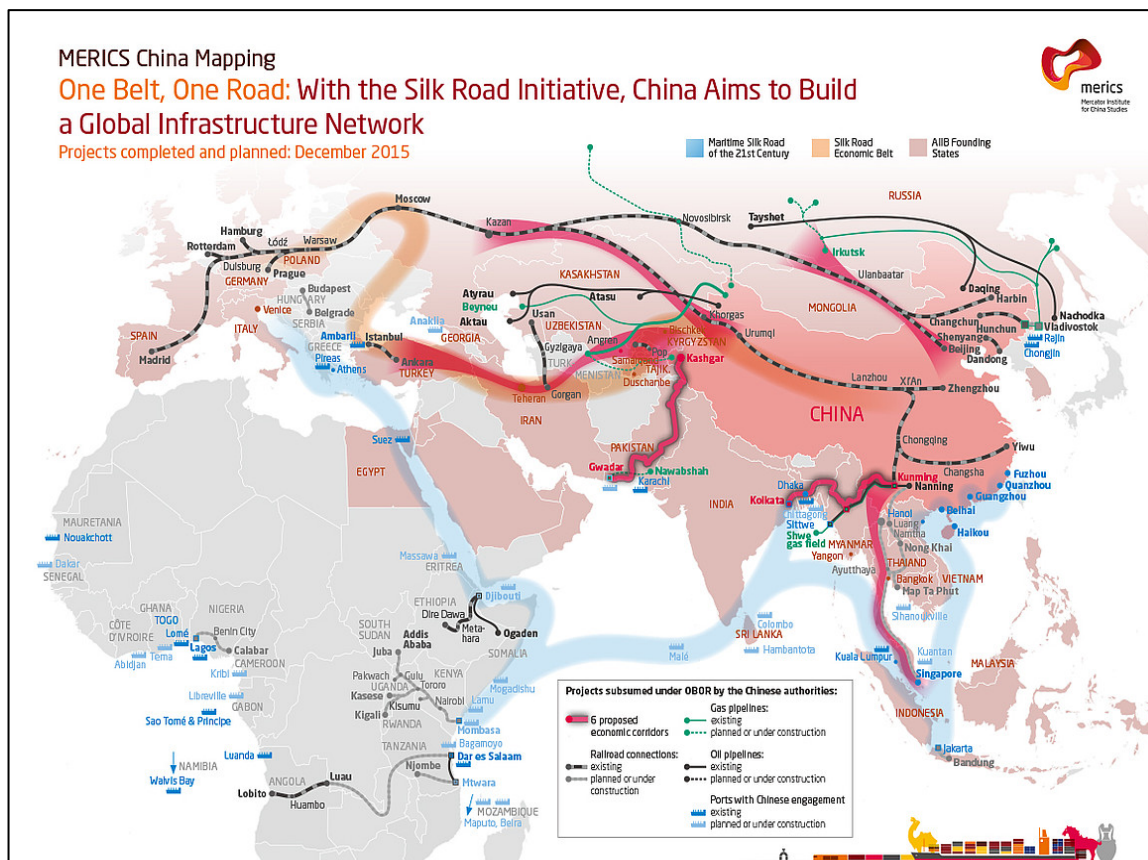 MERICS China Mapping
One Belt, One Road: With the Silk Road Initiative, China Aims to Build
a Global Infrastructure Network
Projects completed and planned: December 2015
merics
Mercator Institute
for China Studies
Maritime Silk Road
of the 21st Century
Silk Road
Economic Belt
AIIB Founding
States
RUSSIA
Moscow
Kazan
Novosibirsk
Tayshet
Hamburg
Rotterdam
Łódź
Warsaw
POLAND
Duisburg
Prague
GERMANY
Irkutsk
Ulanbaatar
KASAKHSTAN
MONGOLIA
Daqing
Harbin
Budapest
HUNGARY
Belgrade
SERBIA
Venice
ITALY
Atyrau
Beyneu
Aktau
Atasu
Usan
Khorgas
Urumqi
UZBEKISTAN
Pischkek
KYRGYZSTAN
Anaklia
GEORGIA
Changchun
Hunchun
Shenyang
Nachodka
Vladivostok
Rajin
Chongjin
Beijing
Dandong
SPAIN
Madrid
Ambarli
Istanbul
GREECE
Pireas
Athens
Ankara
TURKEY
Gyzlgaya
Angren
Pop
Samarkand
TAJIK.
TURK
MENISTAN
Duschanbe
Kashgar
Lanzhou
XI'An
Zhengzhou
Teheran
Gorgan
IRAN
CHINA
Suez
EGYPT
PAKISTAN
Gwadar
Nawabshah
Karachi
Chongqing
Changsha
Yiwu
INDIA
Dhaka
Kolkata
Chittagong
Sittwe
Shwe
gas field
Kunming
Nanning
Fuzhou
Quanzhou
Guangzhou
Beihai
Haikou
Hanoi
Luang
Namtha
MYANMAR
Yangon
Nong Khai
THAILAND
Ayutthaya
Bangkok
VIETNAM
Map Ta Phut
Sihanoukville
MAURETANIA
Nouakchott
Dakar
SENEGAL
Massawa
ERITREA
Djibouti
ETHIOPIA
Dire Dawa
Meta-
hara
Ogaden
SOMALIA
GHANA
TOGO
NIGERIA
CÔTE
D'IVOIRE
Lomé
Lagos
Benin City
Tema
Abidjan
Calabar
CAMEROON
Kribi
SOUTH
SUDAN
Addis
Ababa
Juba
Pakwach
Gulu
KENYA
UGANDA
Tororo
Kasese
Kisumu
Nairobi
Lamu
Mogadishu
Kigali
RWANDA
Mombasa
Libreville
GABON
Sao Tomé & Principe
TANZANIA
Bagamoyo
Dar es Salaam
Njombe
Mtwara
Luanda
NAMIBIA
Walvis Bay
ANGOLA
Luau
Lobito
Huambo
MOZAMBIQUE
Maputo, Beira
Colombo
SRI LANKA
Hambantota
Malé
Kuala Lumpur
Kuantan
MALAYSIA
Singapore
INDONESIA
Jakarta
Bandung
Projects subsumed under OBOR by the Chinese authorities:
6 proposed
economic corridors
Railroad connections:
existing
planned or under
construction
Gas pipelines:
existing
planned or under construction
Oil pipelines:
existing
planned or under construction
Ports with Chinese engagement
existing
planned or under construction